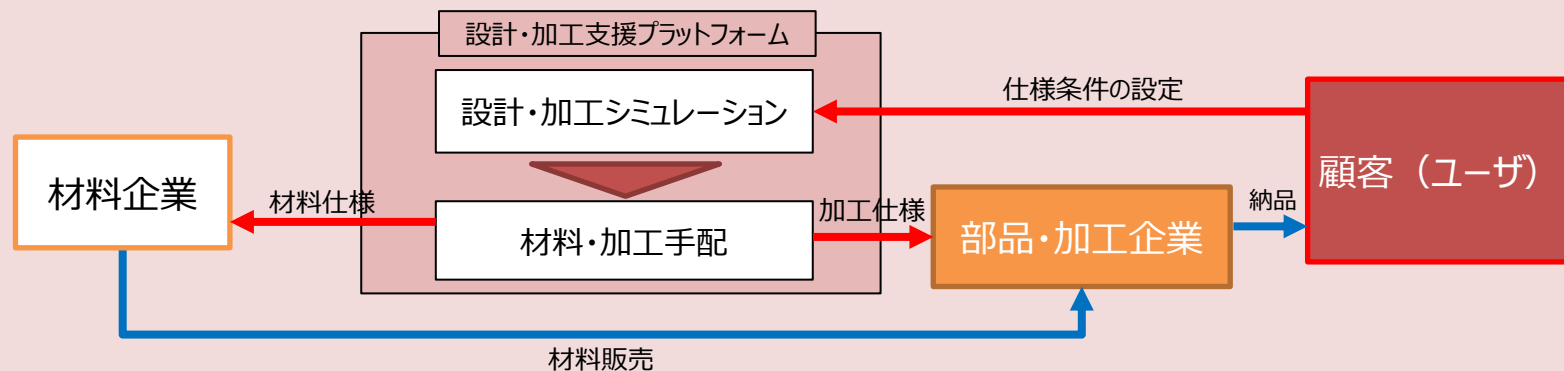 設計・加工支援プラットフォーム
設計・加工シミュレーション
仕様条件の設定
材料企業
材料仕様
材料・加工手配
加工仕様
部品・加工企業
納品
顧客（ユーザ）
材料販売